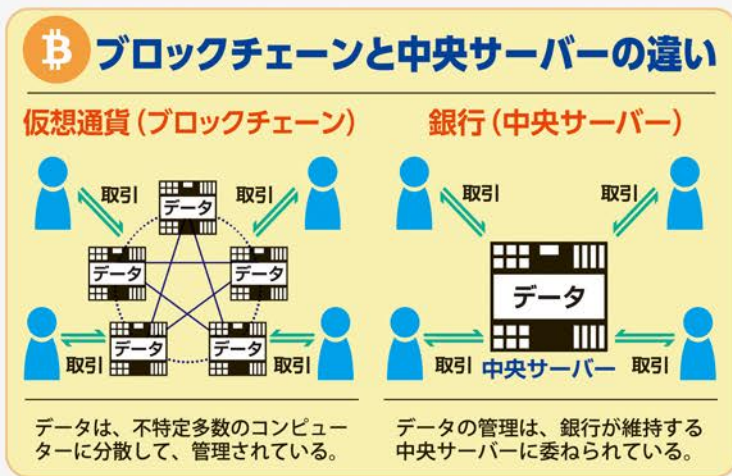 ₿ ブロックチェーンと中央サーバーの違い
仮想通貨(ブロックチェーン)
取引
取引
データ
データ
データ
データ
データ
取引
取引
データは、不特定多数のコンピュー
ターに分散して、管理されている。
銀行(中央サーバー)
取引
取引
データ
取引
中央サーバー
取引
データの管理は、銀行が維持する
中央サーバーに委ねられている。